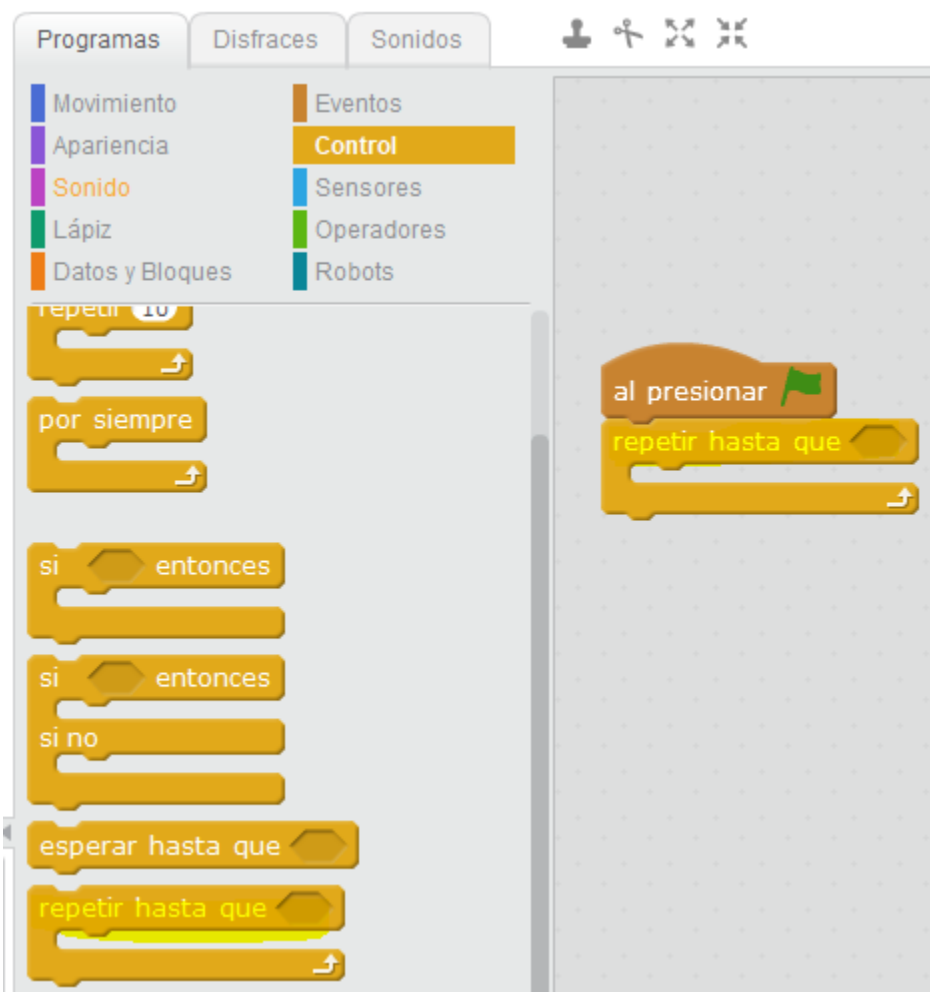 Programas Disfraces Sonidos
Movimiento Eventos
Apariencia Control
Sonido Sensores
Lápiz Operadores
Datos y Bloques Robots
repetir 10
por siempre
si entonces
si entonces
si no
esperar hasta que
repetir hasta que
al presionar
repetir hasta que